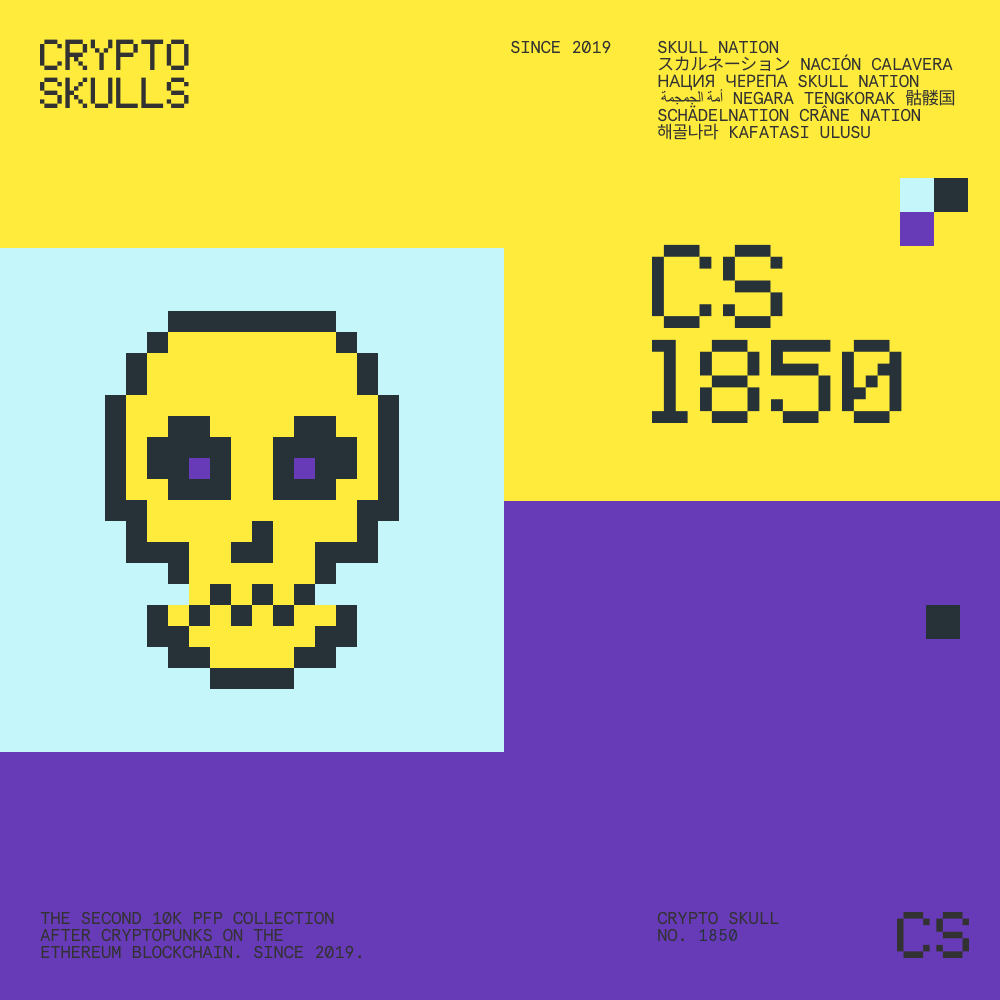 CRYPTO
SKULLS
SINCE 2019
SKULL NATION
スカルネーション NACIÓN CALAVERA
НАЦИЯ ЧЕРЕПА SKULL NATION
أمة الجمجمة NEGARA TENGKORAK 骷髅国
SCHÄDELNATION CRÂNE NATION
해골나라 KAFATASI ULUSU
CS
1850
THE SECOND 10K PFP COLLECTION
AFTER CRYPTOPUNKS ON THE
ETHEREUM BLOCKCHAIN. SINCE 2019.
CRYPTO SKULL
NO. 1850
CS